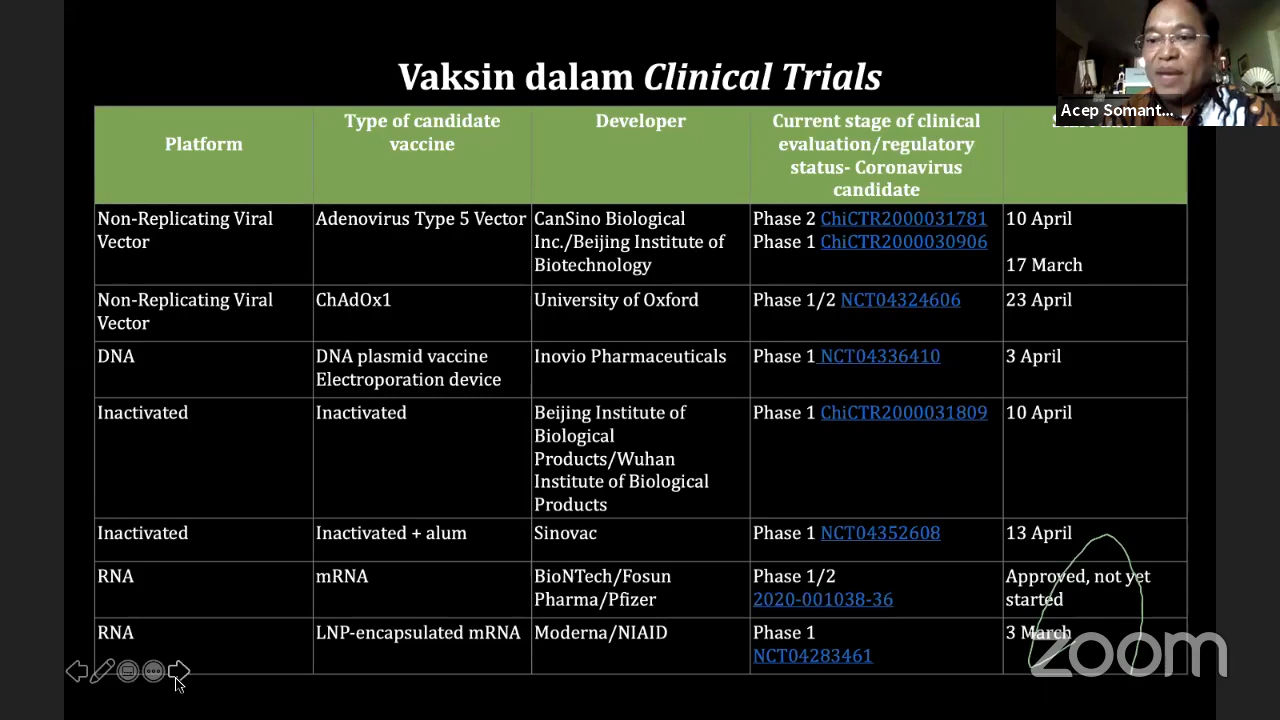 Vaksin dalam Clinical Trials
Acep Somant...
Platform
Type of candidate
vaccine
Developer
Current stage of clinical
evaluation/regulatory
status- Coronavirus
candidate
Non-Replicating Viral
Vector
Adenovirus Type 5 Vector
CanSino Biological
Inc./Beijing Institute of
Biotechnology
Phase 2 ChiCTR2000031781
Phase 1 ChiCTR2000030906
10 April
17 March
Non-Replicating Viral
Vector
ChAdOx1
University of Oxford
Phase 1/2 NCT04324606
23 April
DNA
DNA plasmid vaccine
Electroporation device
Inovio Pharmaceuticals
Phase 1 NCT04336410
3 April
Inactivated
Inactivated
Beijing Institute of
Biological
Products/Wuhan
Institute of Biological
Products
Phase 1 ChiCTR2000031809
10 April
Inactivated
Inactivated + alum
Sinovac
Phase 1 NCT04352608
13 April
RNA
mRNA
BioNTech/Fosun
Pharma/Pfizer
Phase 1/2
2020-001038-36
Approved, not yet
started
RNA
LNP-encapsulated mRNA
Moderna/NIAID
Phase 1
NCT04283461
3 March
zoom